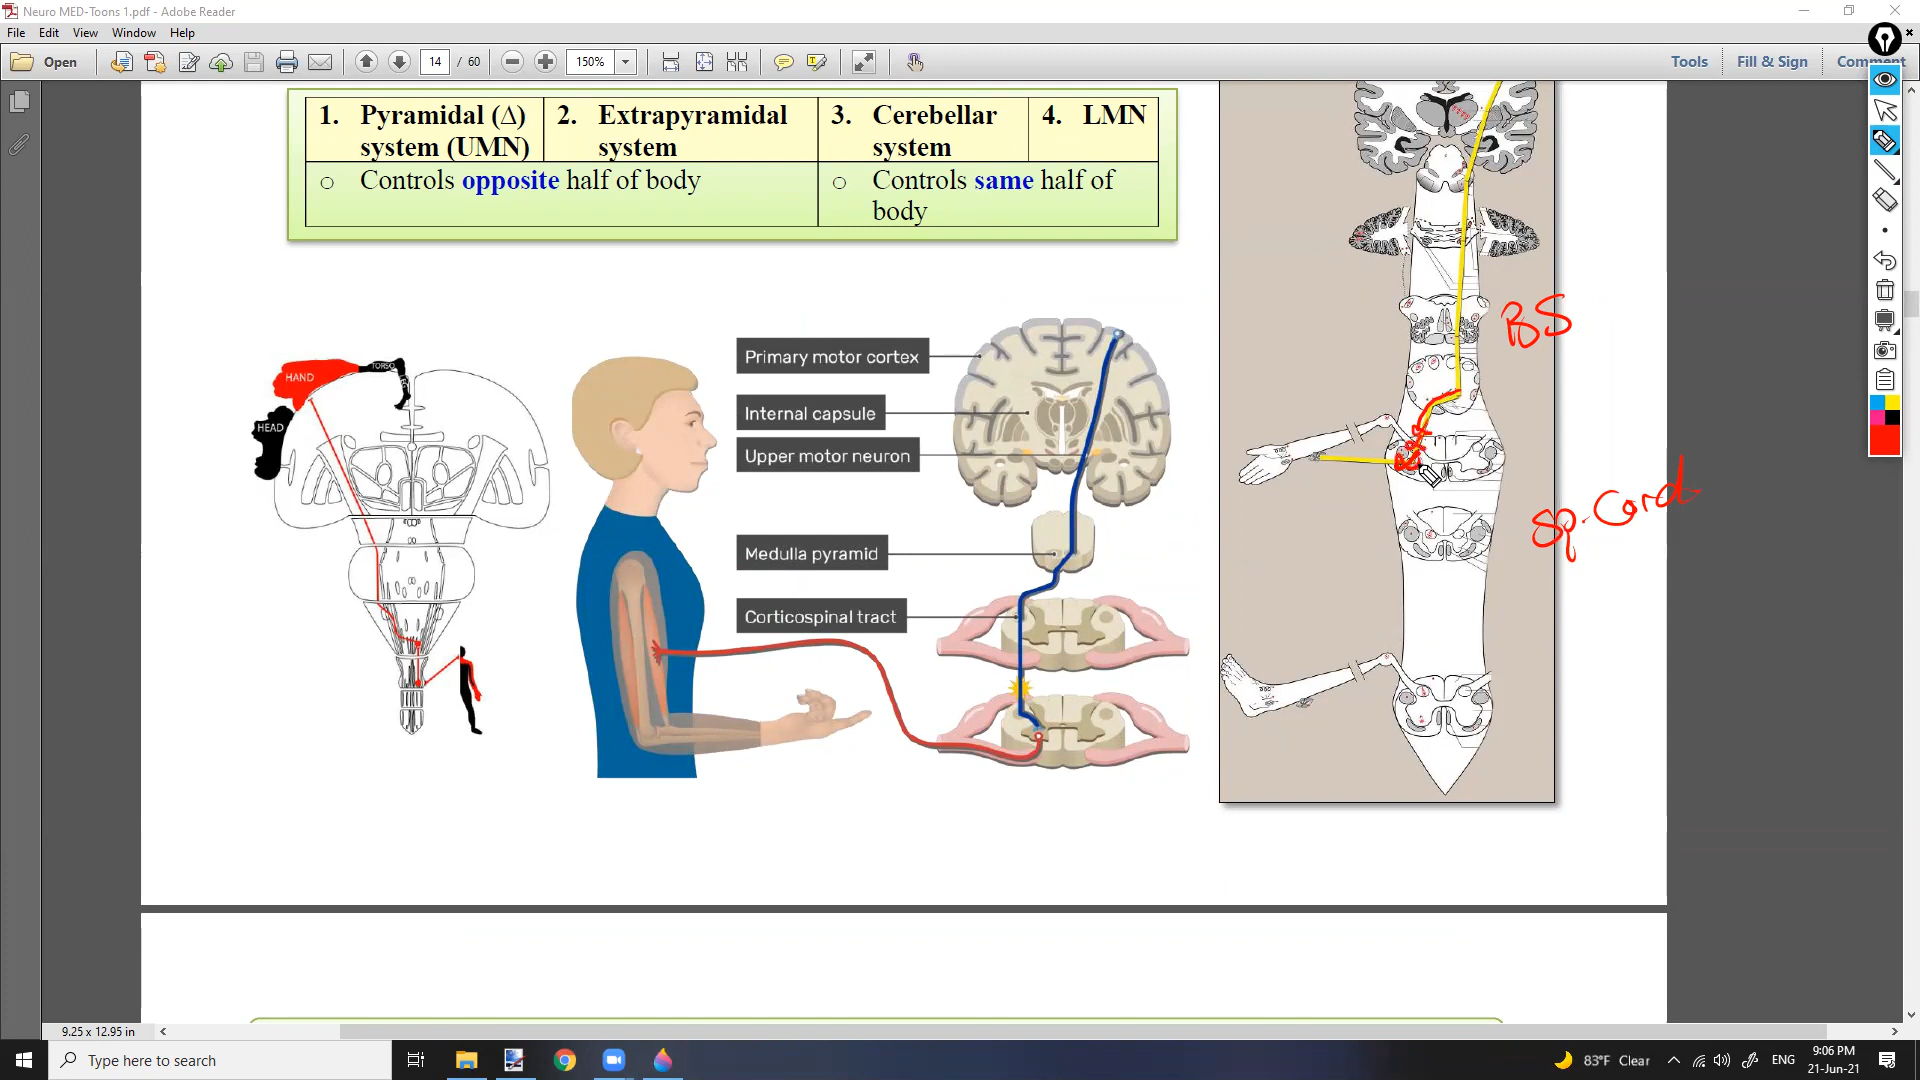 Neuro MED-Toons 1.pdf - Adobe Reader
File Edit View Window Help
Open 14 / 60 150% Tools Fill & Sign Comment
1. Pyramidal (Δ) system (UMN)
2. Extrapyramidal system
3. Cerebellar system
4. LMN
○ Controls opposite half of body
○ Controls same half of body
HAND
TORSO
HEAD
Primary motor cortex
Internal capsule
Upper motor neuron
Medulla pyramid
Corticospinal tract
BS
Sp. Cord
9.25 x 12.95 in
Type here to search
83°F Clear
ENG
9:06 PM
21-Jun-21